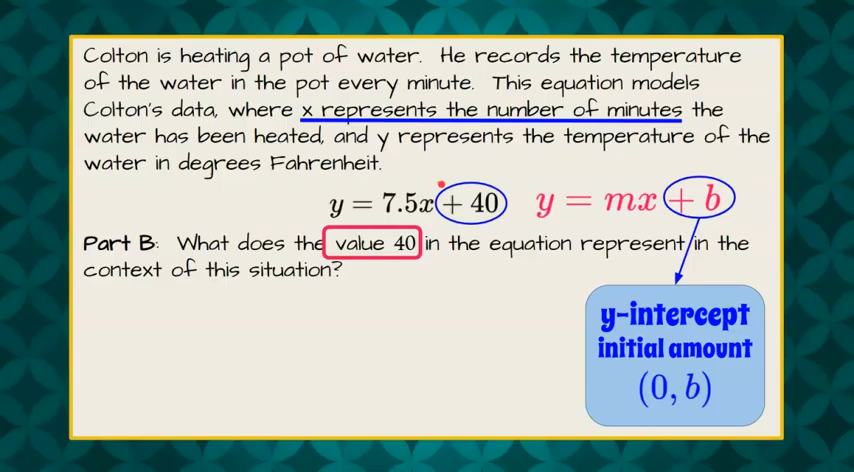 Colton is heating a pot of water. He records the temperature
of the water in the pot every minute. This equation models
Colton's data, where x represents the number of minutes the
water has been heated, and y represents the temperature of the
water in degrees Fahrenheit.
y = 7.5x + 40 y = mx + b
Part B: What does the value 40 in the equation represent in the
context of this situation?
y-intercept
initial amount
(0, b)